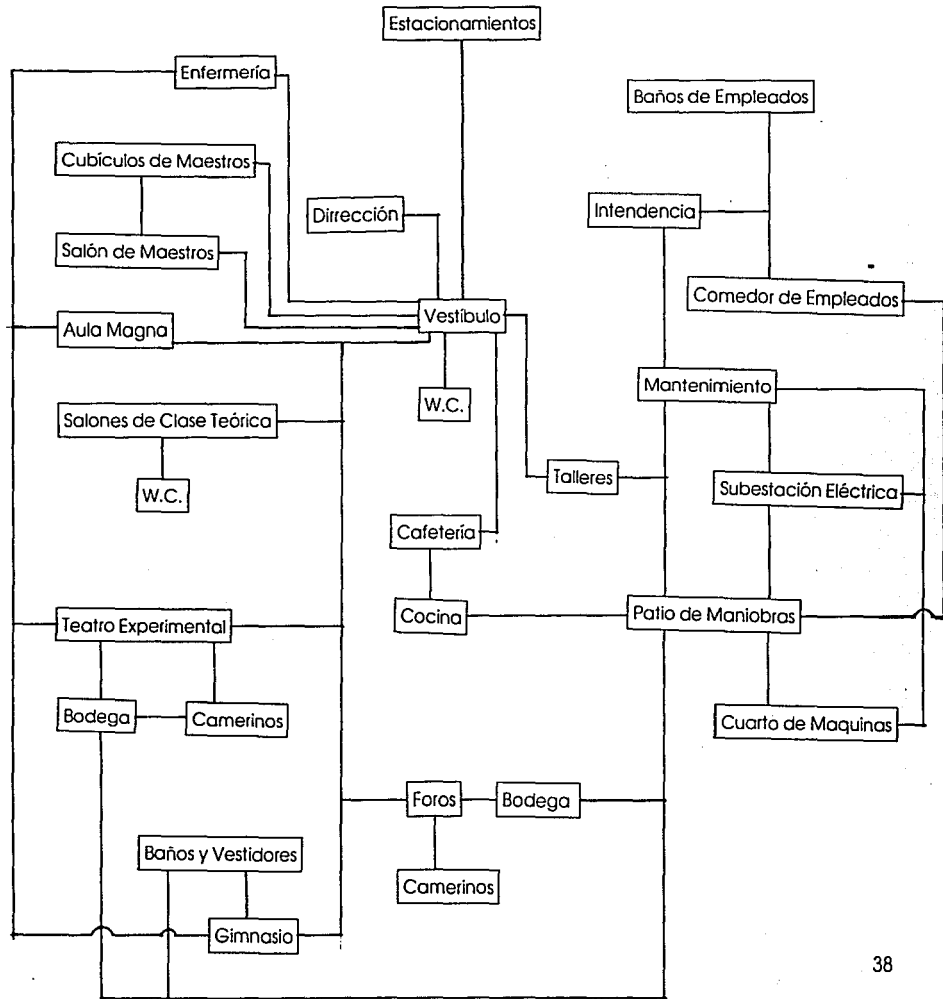 Estacionamientos
Enfermería
Baños de Empleados
Cubículos de Maestros
Dirrección
Intendencia
Salón de Maestros
Comedor de Empleados
Vestíbulo
Aula Magna
Mantenimiento
W.C.
Salones de Clase Teórica
Talleres
Subestación Eléctrica
W.C.
Cafetería
Cocina
Patio de Maniobras
Teatro Experimental
Bodega
Camerinos
Cuarto de Maquinas
Foros
Bodega
Baños y Vestidores
Camerinos
Gimnasio
38